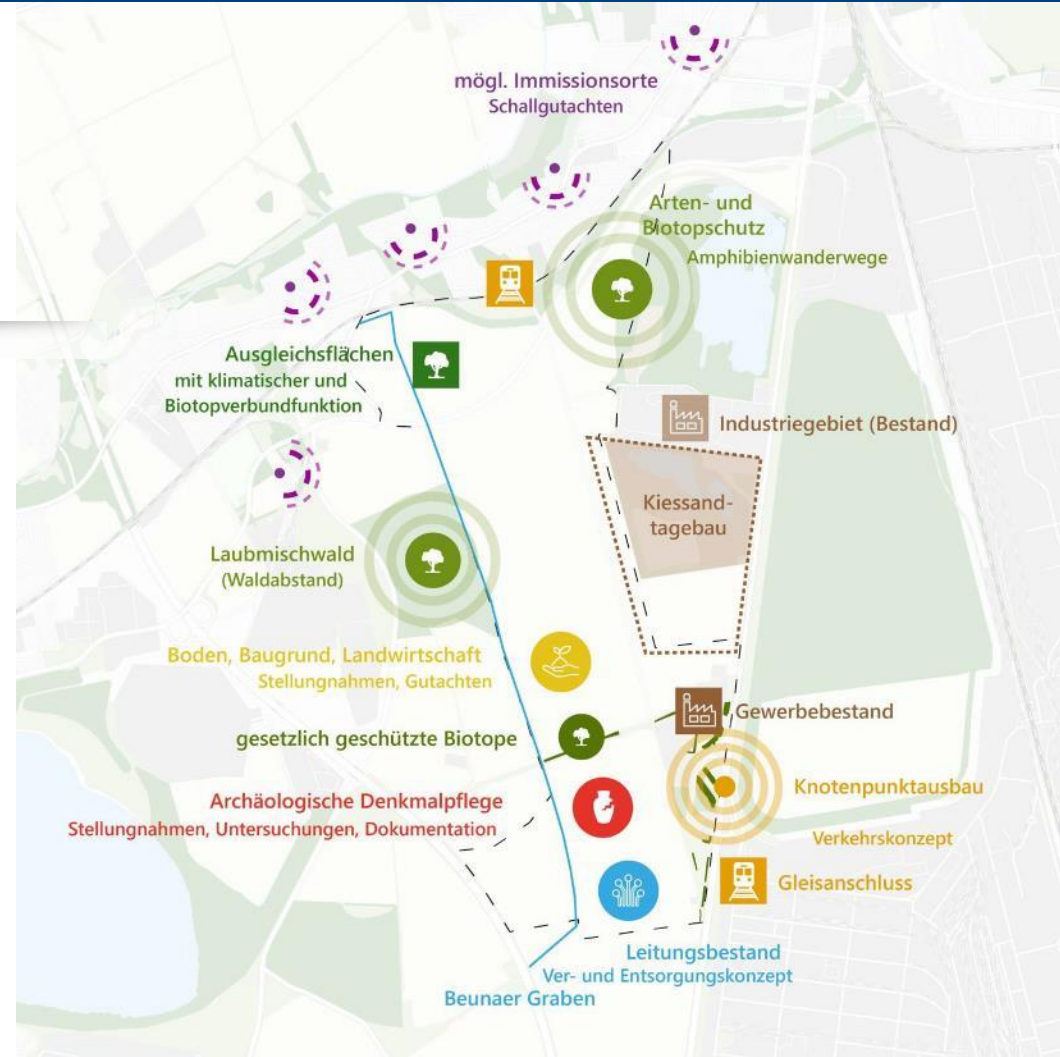 mögl. Immissionsorte
Schallgutachten
Arten- und
Biotopschutz
Amphibienwanderwege
Ausgleichsflächen
mit klimatischer und
Biotopverbundfunktion
Industriegebiet (Bestand)
Kiessand-
tagebau
Laubmischwald
(Waldabstand)
Boden, Baugrund, Landwirtschaft
Stellungnahmen, Gutachten
Gewerbebestand
gesetzlich geschützte Biotope
Knotenpunktausbau
Archäologische Denkmalpflege
Stellungnahmen, Untersuchungen, Dokumentation
Verkehrskonzept
Gleisanschluss
Leitungsbestand
Ver- und Entsorgungskonzept
Beunaer Graben